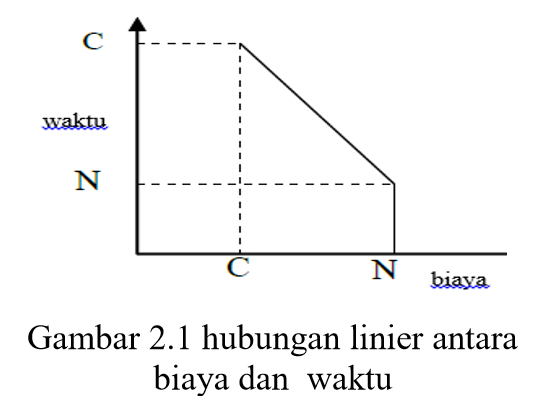 C
waktu
N
C
N
biaya
Gambar 2.1 hubungan linier antara
biaya dan waktu